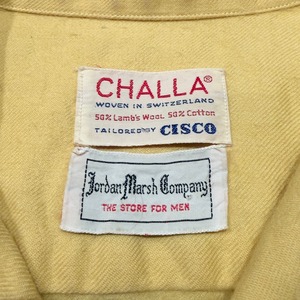 CHALLA®
WOVEN IN SWITZERLAND
50% Lamb's Wool 50% Cotton
TAILORED BY CISCO
Jordan Marsh Company
THE STORE FOR MEN